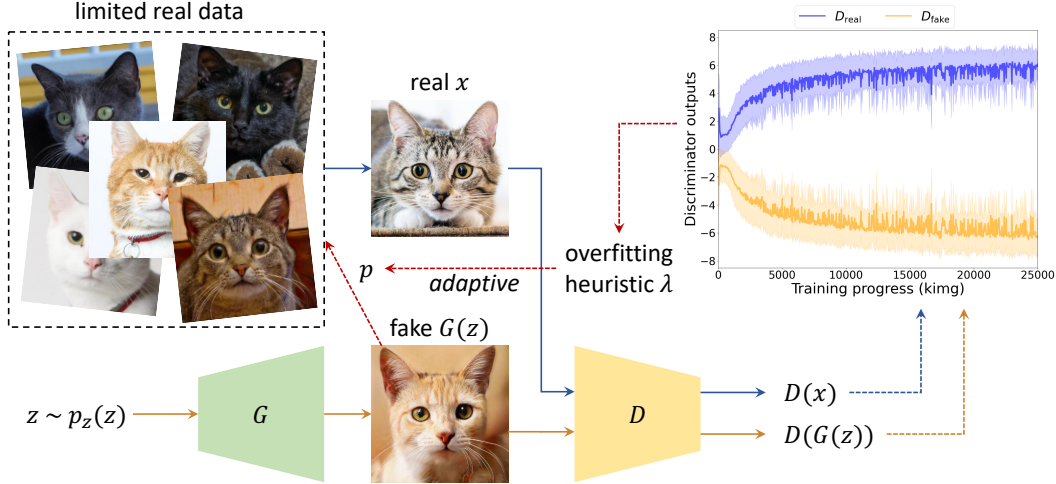 limited real data
real x
D_real
D_fake
Discriminator outputs
8
6
4
2
0
−2
−4
−6
−8
0
5000
10000
15000
20000
25000
Training progress (kimg)
overfitting
heuristic λ
adaptive
p
fake G(z)
z ~ p_z(z)
G
D
D(x)
D(G(z))